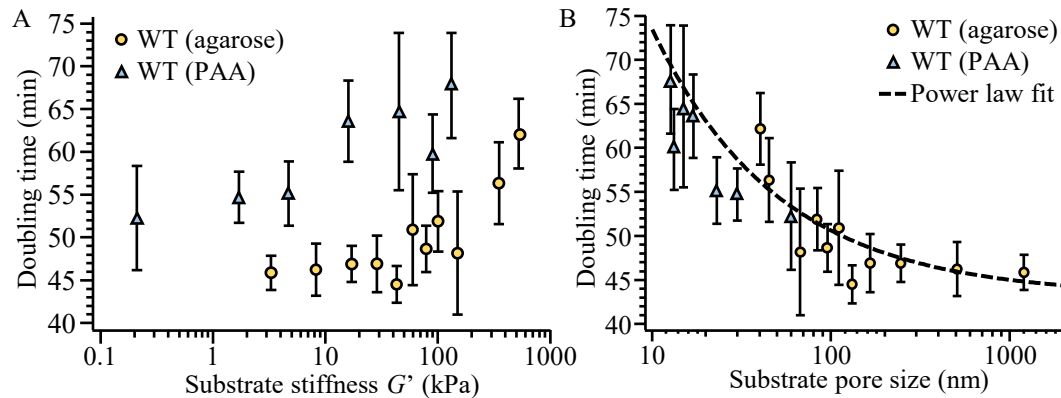 A
WT (agarose)
WT (PAA)
75
70
65
60
55
50
45
40
Doubling time (min)
0.1
1
10
100
1000
Substrate stiffness G’ (kPa)
B
WT (agarose)
WT (PAA)
Power law fit
75
70
65
60
55
50
45
40
Doubling time (min)
10
100
1000
Substrate pore size (nm)